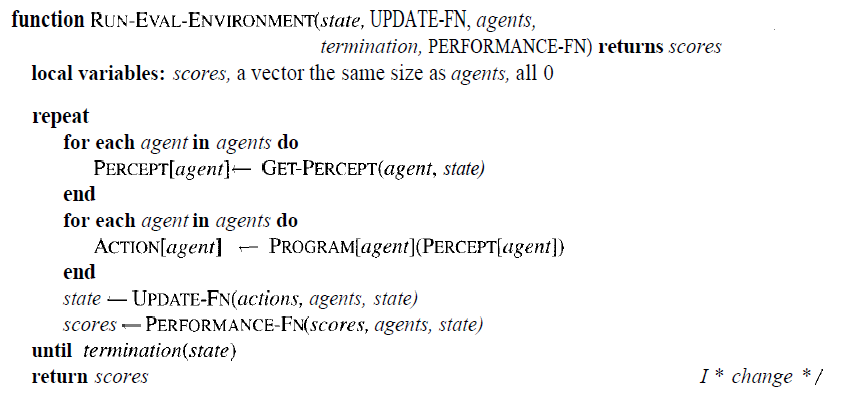 function RUN-EVAL-ENVIRONMENT(state, UPDATE-FN, agents,
termination, PERFORMANCE-FN) returns scores
local variables: scores, a vector the same size as agents, all 0
repeat
for each agent in agents do
PERCEPT[agent] ← GET-PERCEPT(agent, state)
end
for each agent in agents do
ACTION[agent] ← PROGRAM[agent](PERCEPT[agent])
end
state ← UPDATE-FN(actions, agents, state)
scores ← PERFORMANCE-FN(scores, agents, state)
until termination(state)
return scores I * change * /